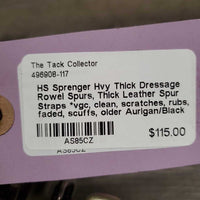 The Tack Collector
496908-117
HS Sprenger Hvy Thick Dressage
Rowel Spurs, Thick Leather Spur
Straps *vgc, clean, scratches, rubs,
faded, scuffs, older Aurigan/Black
$115.00
AS85CZ
AS85CZ